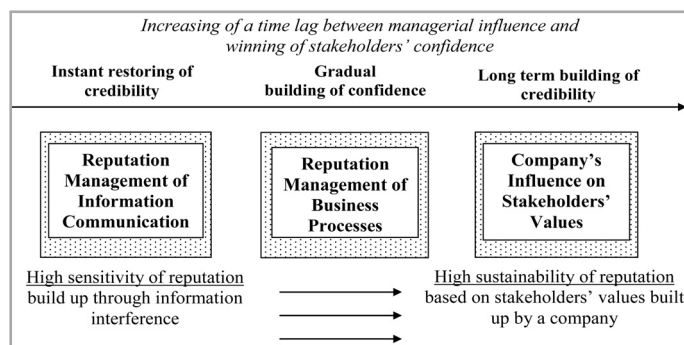 Increasing of a time lag between managerial influence and
winning of stakeholders’ confidence
Instant restoring of
credibility
Gradual
building of confidence
Long term building of
credibility
Reputation
Management of
Information
Communication
Reputation
Management of
Business
Processes
Company’s
Influence on
Stakeholders’
Values
High sensitivity of reputation
build up through information
interference
High sustainability of reputation
based on stakeholders’ values built
up by a company